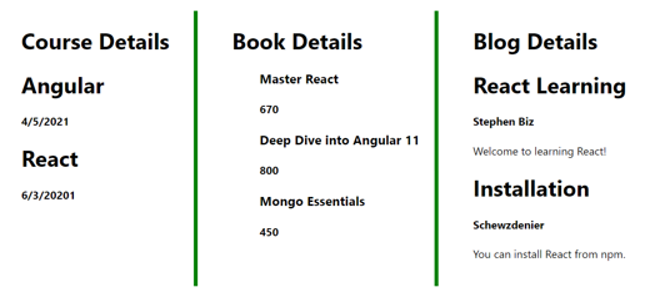 Course Details
Angular
4/5/2021
React
6/3/20201
Book Details
Master React
670
Deep Dive into Angular 11
800
Mongo Essentials
450
Blog Details
React Learning
Stephen Biz
Welcome to learning React!
Installation
Schewzdenier
You can install React from npm.